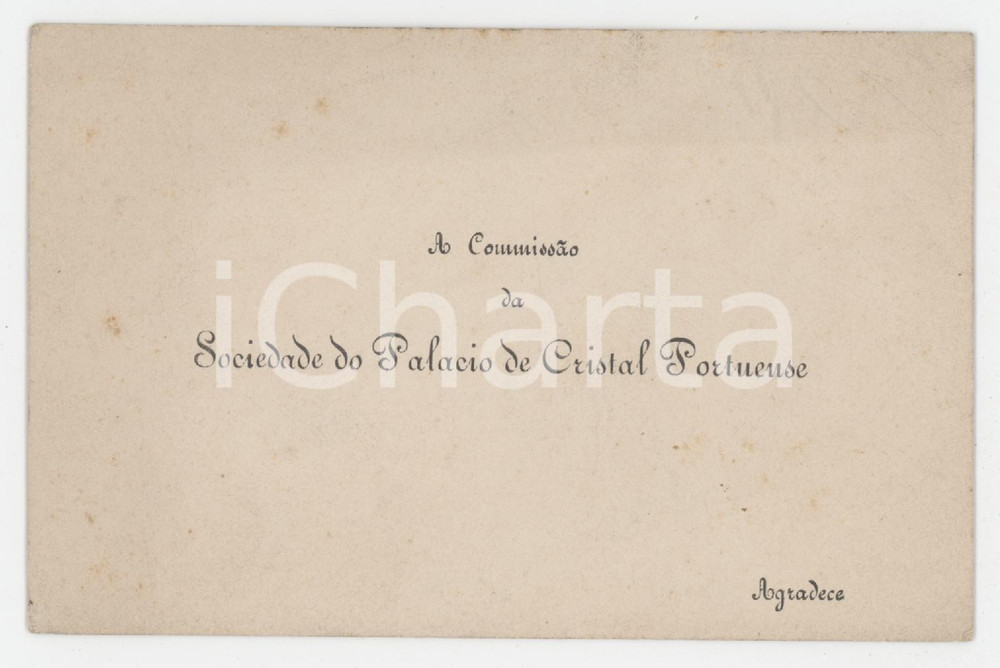 A Commissão
da
Sociedade do Palacio de Cristal Portuense
Agradece
iCharta